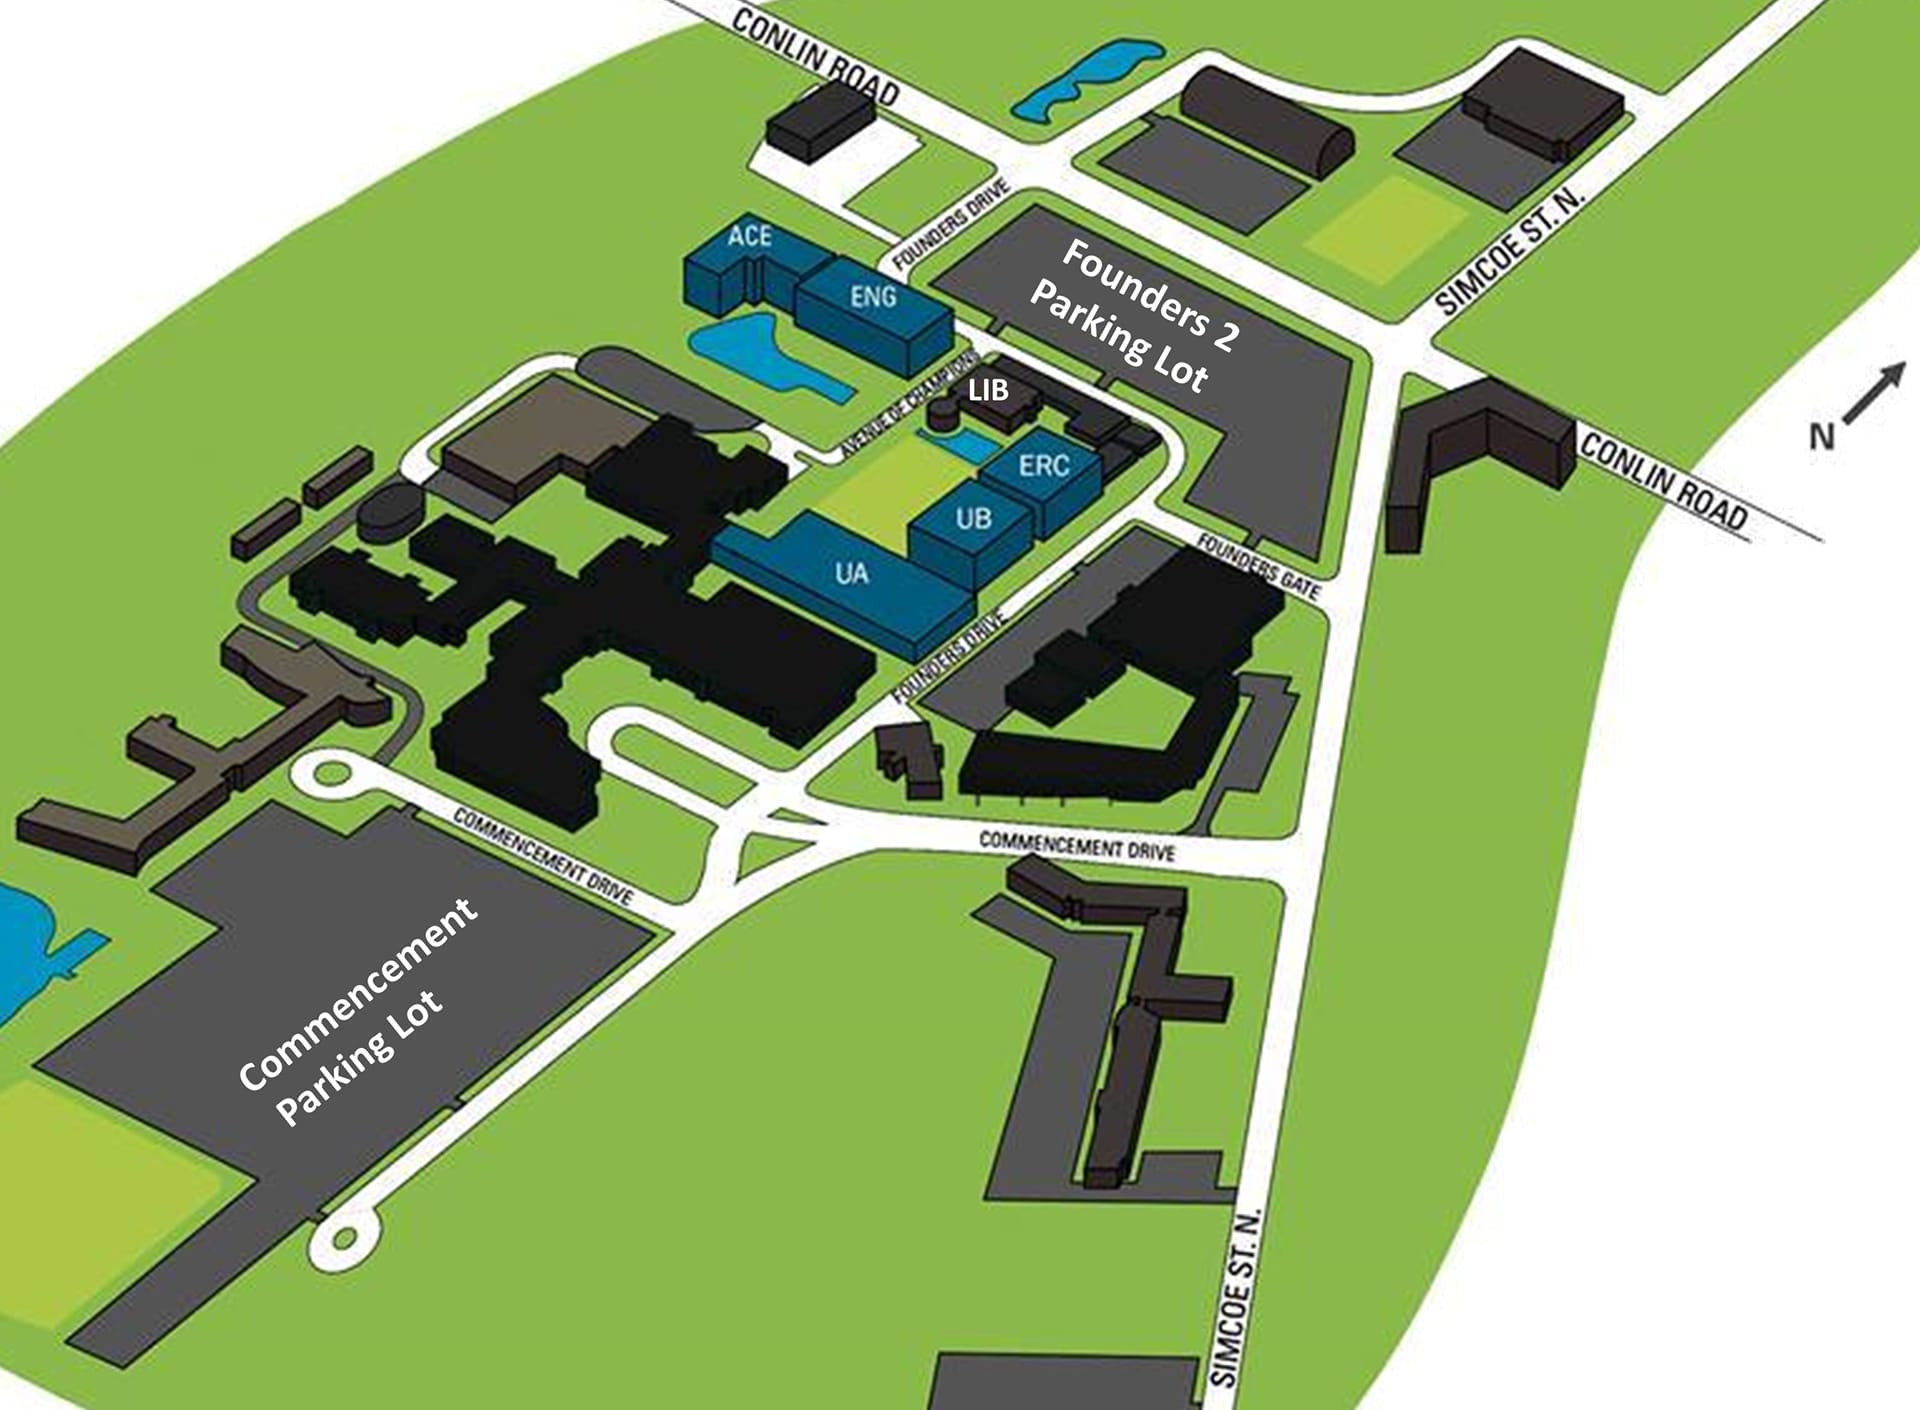 CONLIN ROAD
FOUNDERS DRIVE
ACE
ENG
Founders 2
Parking Lot
SIMCOE ST. N.
AVENUE OF CHAMPIONS
LIB
ERC
UB
UA
N
CONLIN ROAD
FOUNDERS GATE
FOUNDERS DRIVE
COMMENCEMENT DRIVE
COMMENCEMENT DRIVE
Commencement
Parking Lot
SIMCOE ST. N.